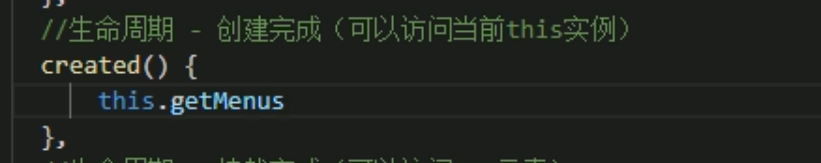 },
//生命周期 - 创建完成（可以访问当前this实例）
created() {
this.getMenus
},